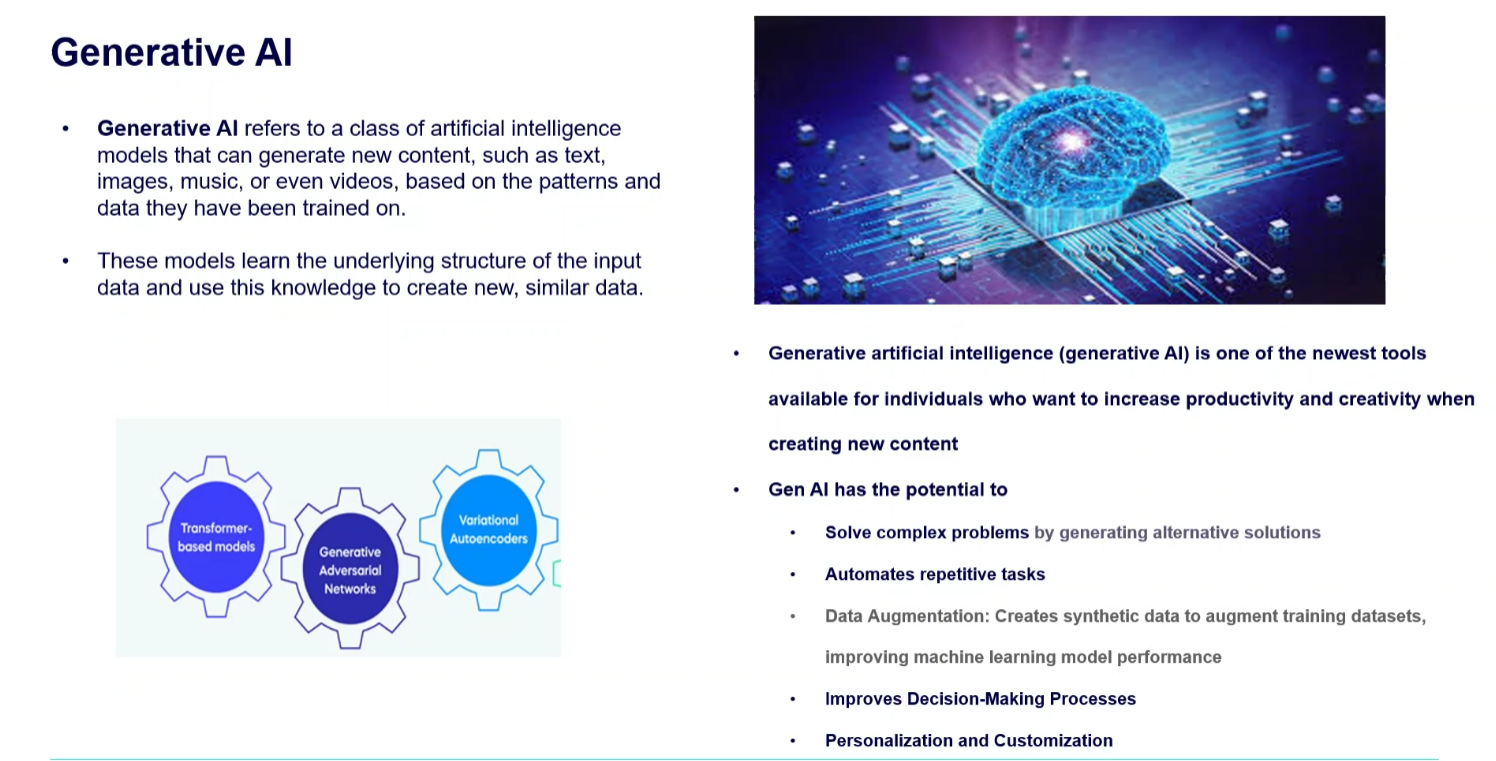 Generative AI
• Generative AI refers to a class of artificial intelligence
models that can generate new content, such as text,
images, music, or even videos, based on the patterns and
data they have been trained on.
• These models learn the underlying structure of the input
data and use this knowledge to create new, similar data.
Transformer-
based models
Generative
Adversarial
Networks
Variational
Autoencoders
• Generative artificial intelligence (generative AI) is one of the newest tools
available for individuals who want to increase productivity and creativity when
creating new content
• Gen AI has the potential to
• Solve complex problems by generating alternative solutions
• Automates repetitive tasks
• Data Augmentation: Creates synthetic data to augment training datasets,
improving machine learning model performance
• Improves Decision-Making Processes
• Personalization and Customization